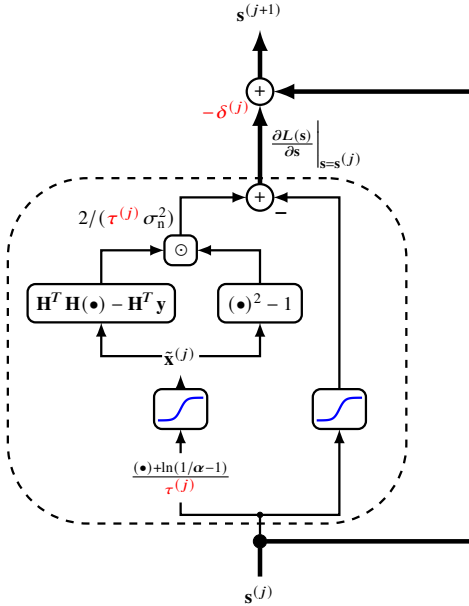 s^(j+1)
+
−δ^(j)
∂L(s)/∂s |s=s^(j)
+
−
2/(τ^(j) σ_n^2)
⊙
H^T H(•) − H^T y
(•)^2 − 1
x̃^(j)
(•)+ln(1/α−1)
τ^(j)
s^(j)